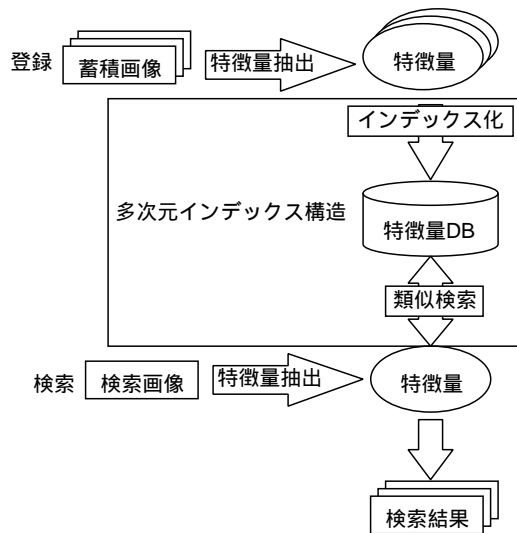 登録
蓄積画像
特徴量抽出
特徴量
インデックス化
多次元インデックス構造
特徴量DB
類似検索
検索
検索画像
特徴量抽出
特徴量
検索結果